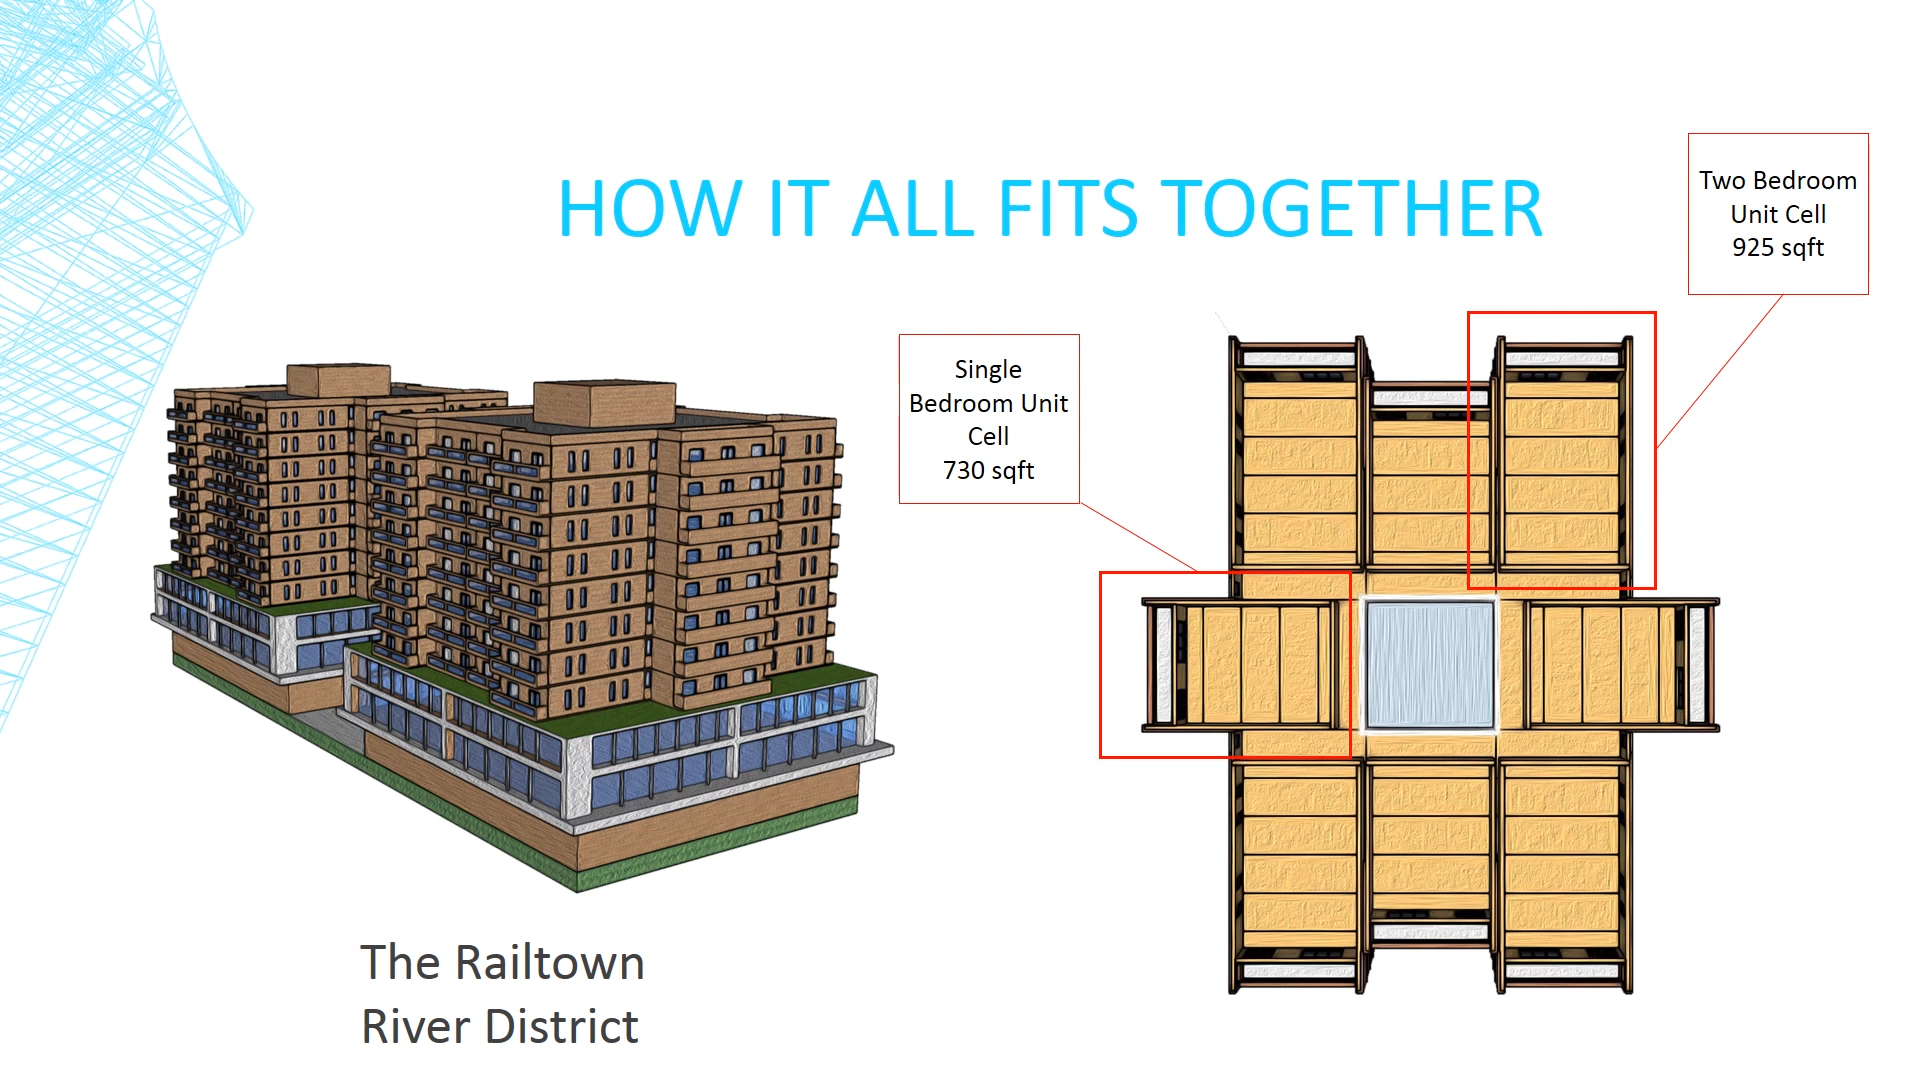 HOW IT ALL FITS TOGETHER
Two Bedroom
Unit Cell
925 sqft
Single
Bedroom Unit
Cell
730 sqft
The Railtown
River District